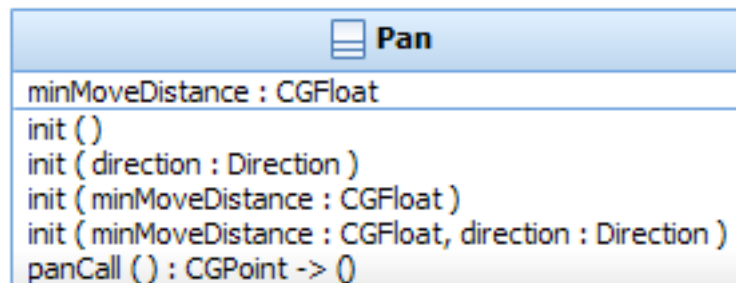 Pan
minMoveDistance : CGFloat
init ( )
init ( direction : Direction )
init ( minMoveDistance : CGFloat )
init ( minMoveDistance : CGFloat, direction : Direction )
panCall ( ) : CGPoint -> ()